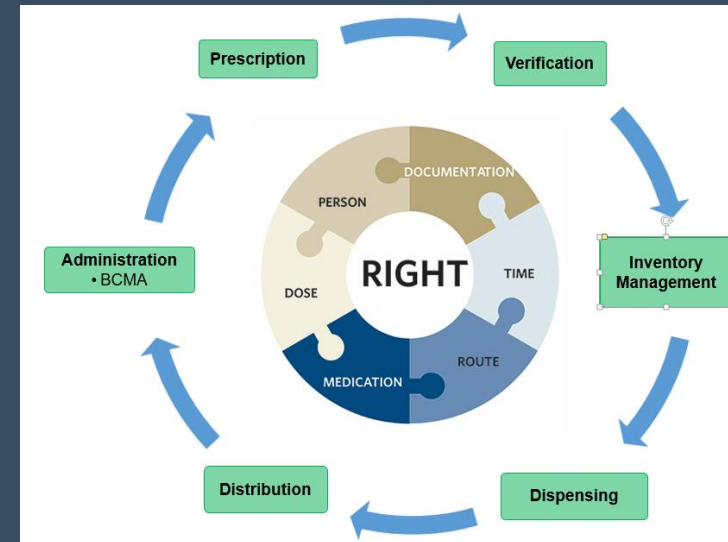 Prescription
Verification
DOCUMENTATION
PERSON
Administration
• BCMA
RIGHT
TIME
Inventory
Management
DOSE
ROUTE
MEDICATION
Distribution
Dispensing